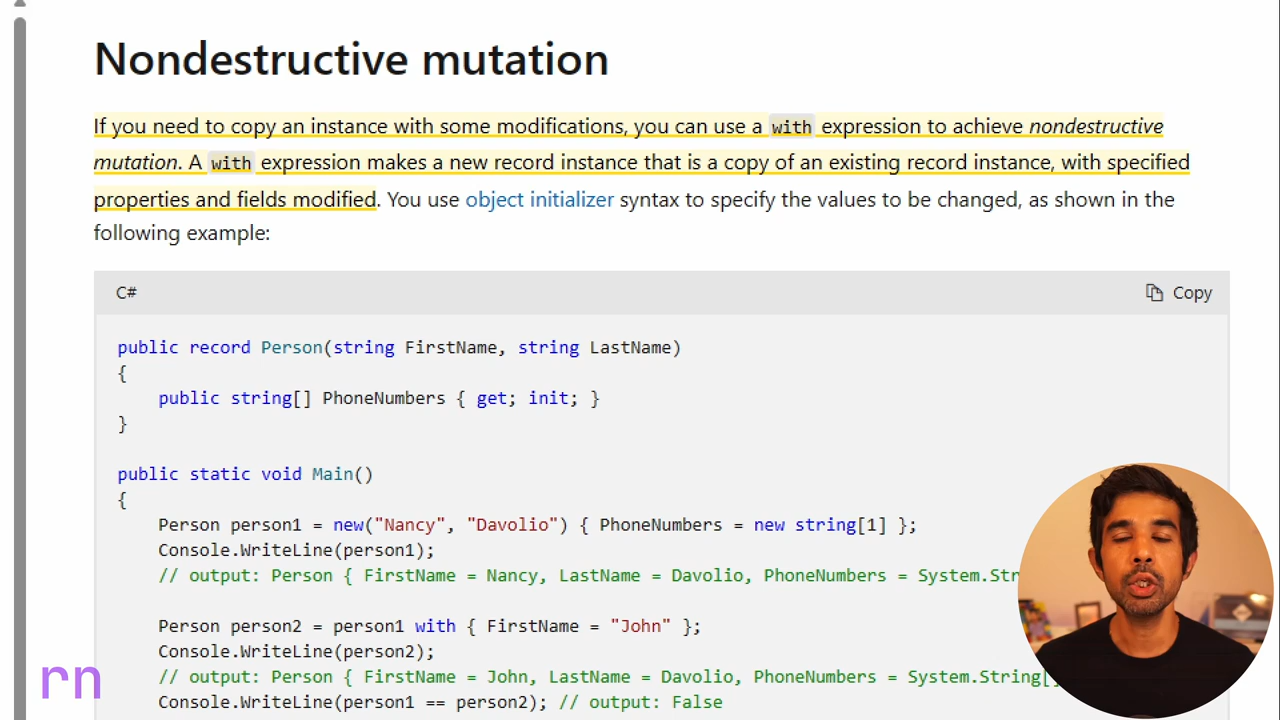 Nondestructive mutation
If you need to copy an instance with some modifications, you can use a with expression to achieve nondestructive
mutation. A with expression makes a new record instance that is a copy of an existing record instance, with specified
properties and fields modified. You use object initializer syntax to specify the values to be changed, as shown in the
following example:
C# Copy
public record Person(string FirstName, string LastName)
{
public string[] PhoneNumbers { get; init; }
}
public static void Main()
{
Person person1 = new("Nancy", "Davolio") { PhoneNumbers = new string[1] };
Console.WriteLine(person1);
// output: Person { FirstName = Nancy, LastName = Davolio, PhoneNumbers = System.Str
Person person2 = person1 with { FirstName = "John" };
Console.WriteLine(person2);
// output: Person { FirstName = John, LastName = Davolio, PhoneNumbers = System.String[
Console.WriteLine(person1 == person2); // output: False
rn